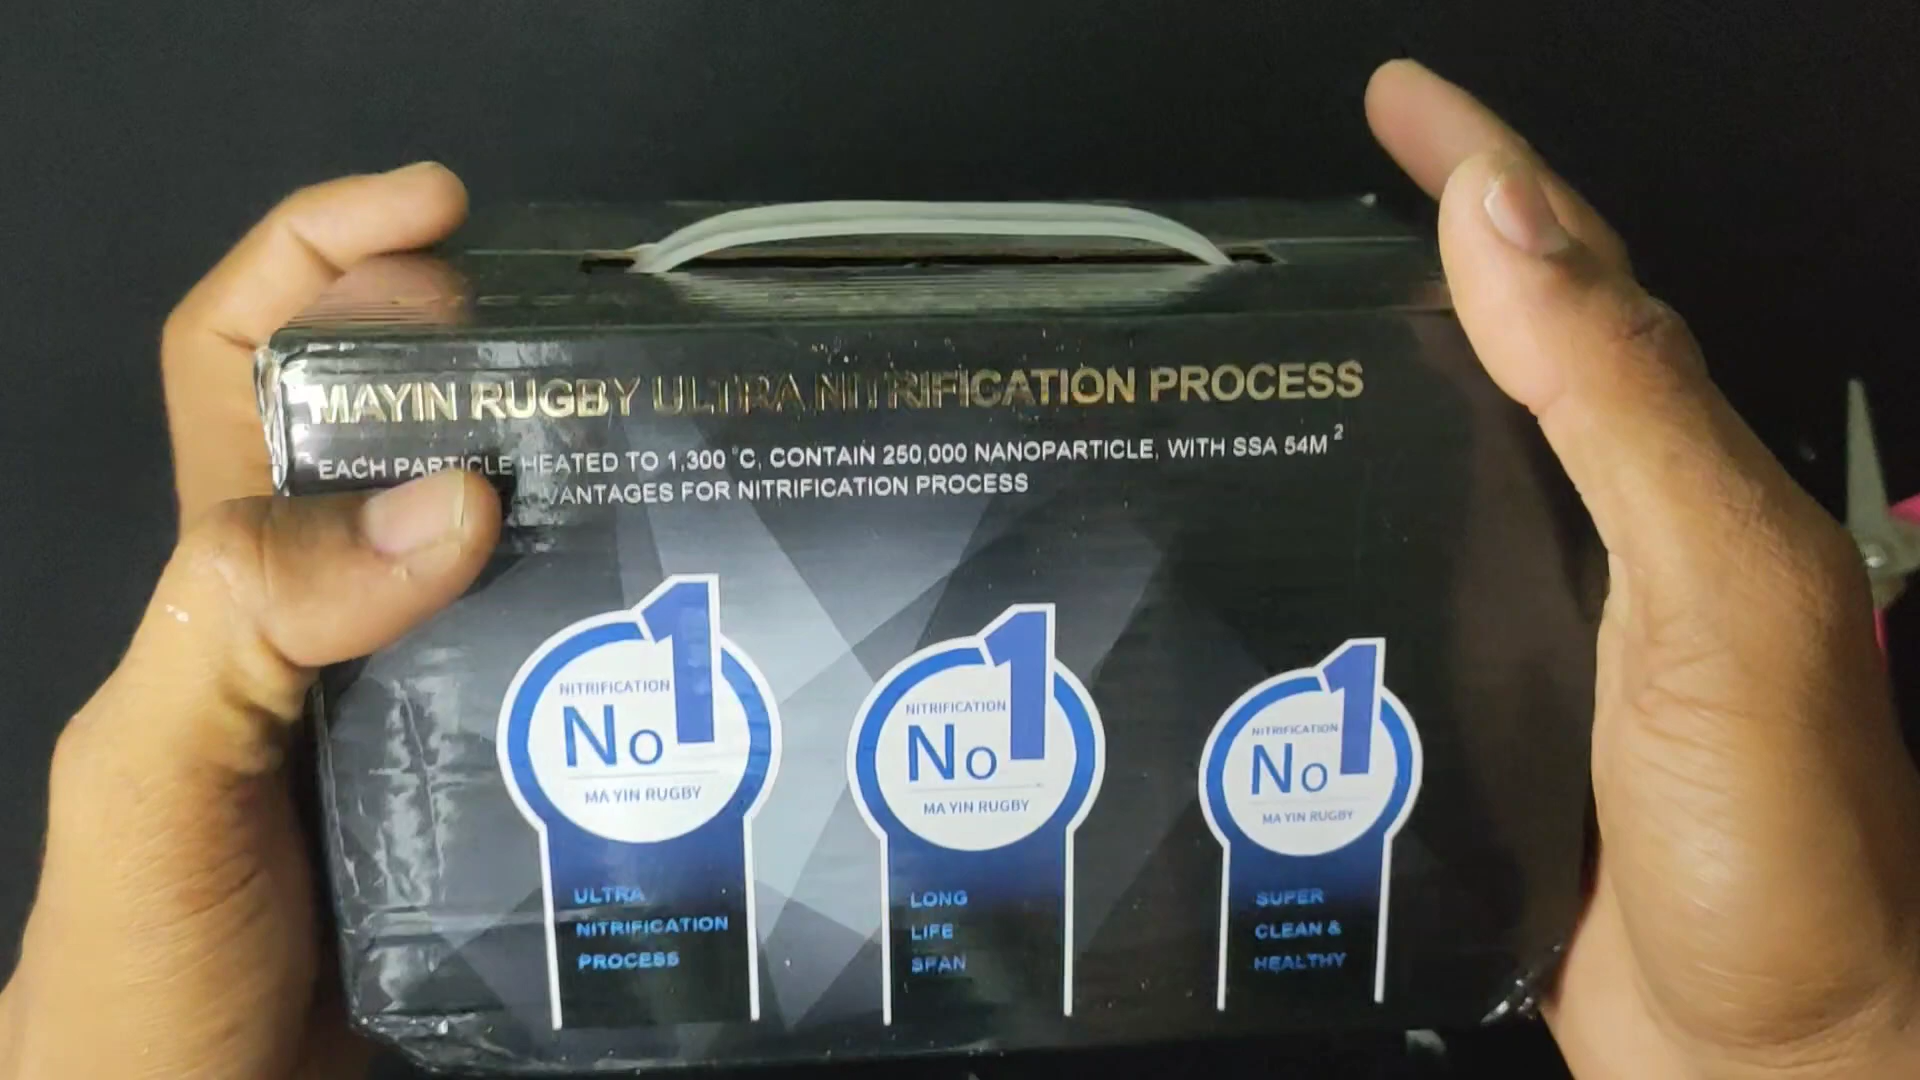 MAYIN RUGBY ULTRA NITRIFICATION PROCESS
EACH PARTICLE HEATED TO 1,300 °C, CONTAIN 250,000 NANOPARTICLE, WITH SSA 54M²
VANTAGES FOR NITRIFICATION PROCESS
NITRIFICATION
No 1
MA YIN RUGBY
ULTRA
NITRIFICATION
PROCESS
NITRIFICATION
No 1
MA YIN RUGBY
LONG
LIFE
SPAN
NITRIFICATION
No 1
MA YIN RUGBY
SUPER
CLEAN &
HEALTHY